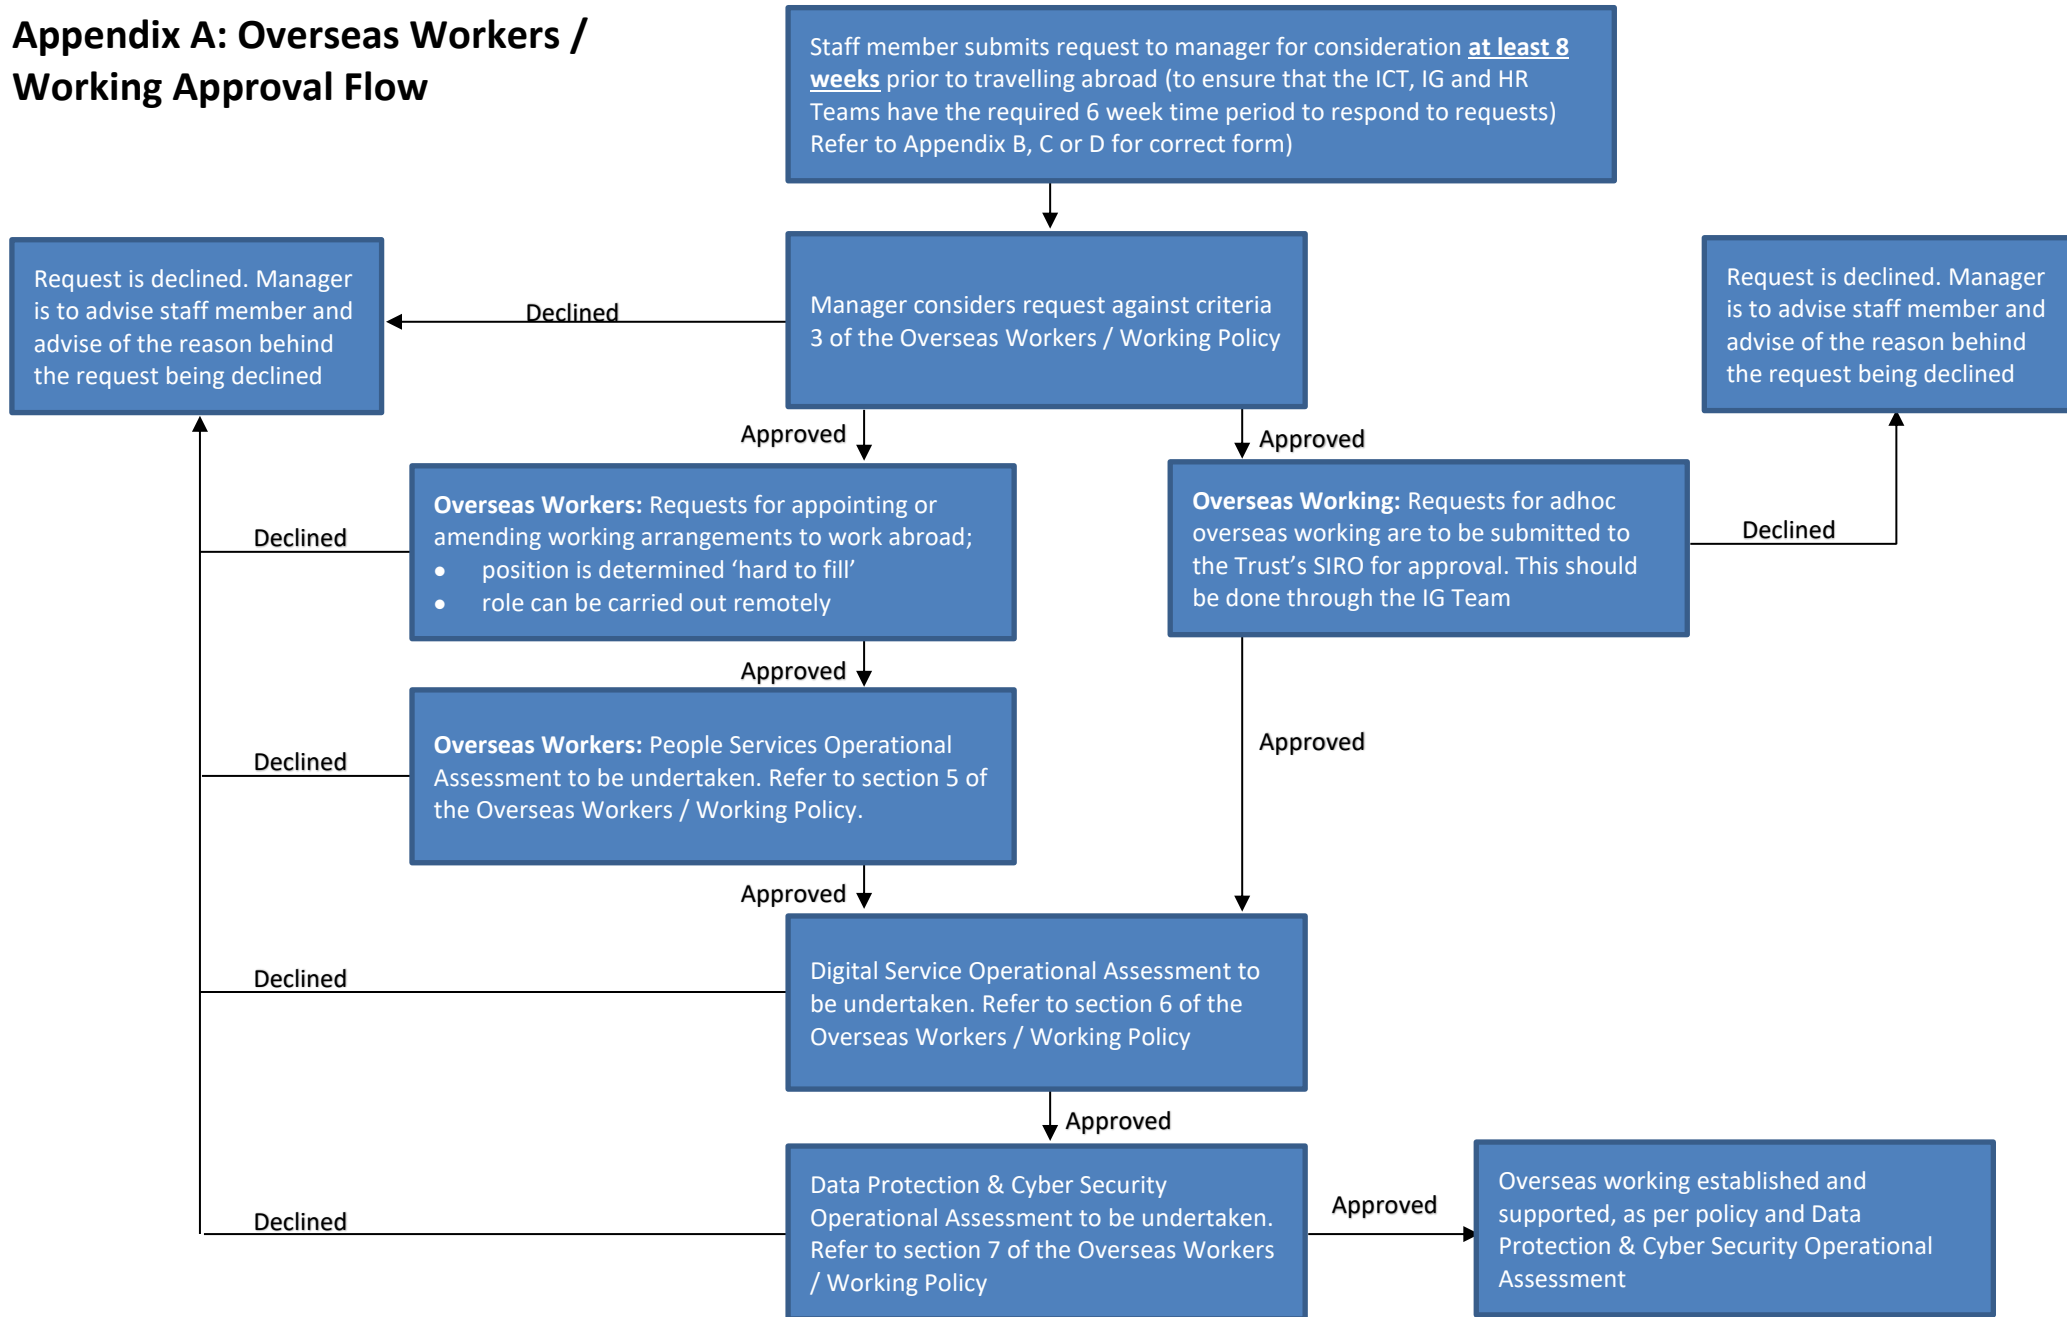 Appendix A: Overseas Workers /
Working Approval Flow
Staff member submits request to manager for consideration at least 8
weeks prior to travelling abroad (to ensure that the ICT, IG and HR
Teams have the required 6 week time period to respond to requests)
Refer to Appendix B, C or D for correct form)
Request is declined. Manager
is to advise staff member and
advise of the reason behind
the request being declined
Declined
Manager considers request against criteria
3 of the Overseas Workers / Working Policy
Request is declined. Manager
is to advise staff member and
advise of the reason behind
the request being declined
Approved
Approved
Declined
Overseas Workers: Requests for appointing or
amending working arrangements to work abroad;
• position is determined ‘hard to fill’
• role can be carried out remotely
Overseas Working: Requests for adhoc
overseas working are to be submitted to
the Trust’s SIRO for approval. This should
be done through the IG Team
Declined
Approved
Declined
Overseas Workers: People Services Operational
Assessment to be undertaken. Refer to section 5 of
the Overseas Workers / Working Policy.
Approved
Approved
Declined
Digital Service Operational Assessment to
be undertaken. Refer to section 6 of the
Overseas Workers / Working Policy
Approved
Declined
Data Protection & Cyber Security
Operational Assessment to be undertaken.
Refer to section 7 of the Overseas Workers
/ Working Policy
Approved
Overseas working established and
supported, as per policy and Data
Protection & Cyber Security Operational
Assessment